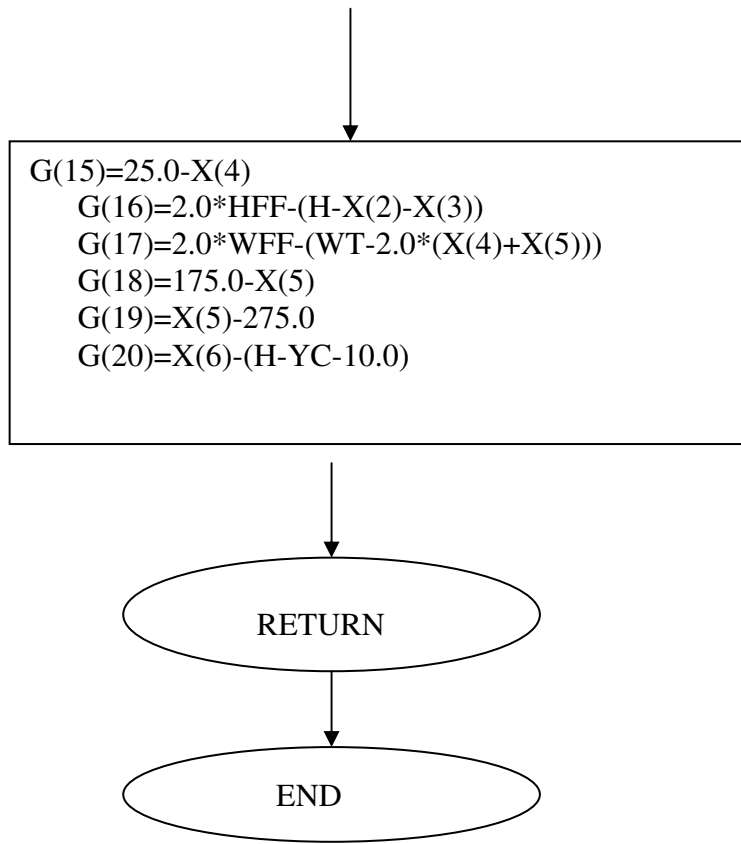 G(15)=25.0-X(4)
G(16)=2.0*HFF-(H-X(2)-X(3))
G(17)=2.0*WFF-(WT-2.0*(X(4)+X(5)))
G(18)=175.0-X(5)
G(19)=X(5)-275.0
G(20)=X(6)-(H-YC-10.0)
RETURN
END